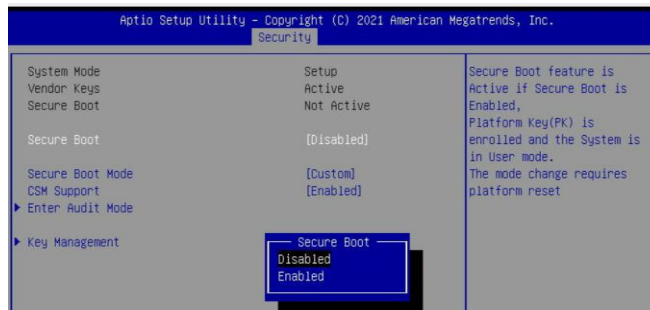 Aptio Setup Utility – Copyright (C) 2021 American Megatrends, Inc.
Security
System Mode Setup
Vendor Keys Active
Secure Boot Not Active
Secure Boot [Disabled]
Secure Boot Mode [Custom]
CSM Support [Enabled]
Enter Audit Mode
Key Management
Secure Boot
Disabled
Enabled
Secure Boot feature is
Active if Secure Boot is
Enabled,
Platform Key(PK) is
enrolled and the System is
in User mode.
The mode change requires
platform reset